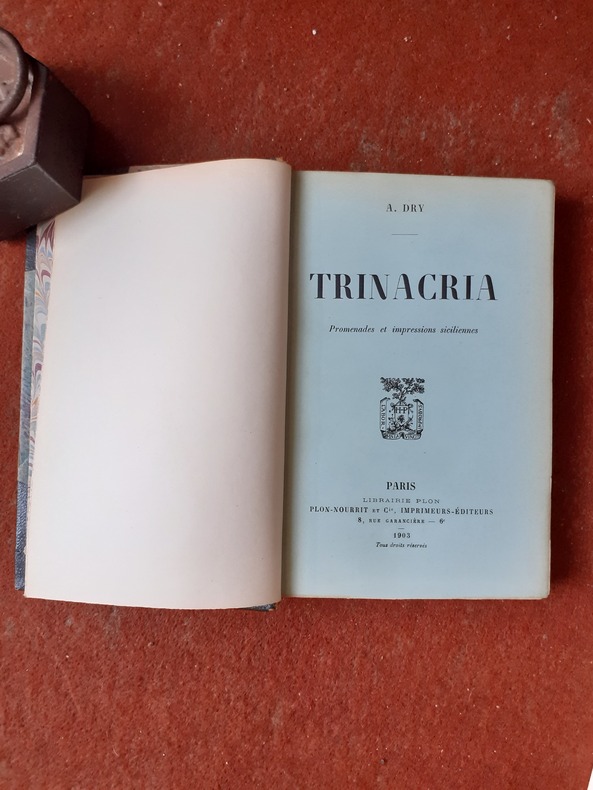 A. DRY
TRINACRIA
Promenades et impressions siciliennes
PARIS
LIBRAIRIE PLON
PLON-NOURRIT ET Cie, IMPRIMEURS-ÉDITEURS
8, RUE GARANCIÈRE — 6e
1903
Tous droits réservés